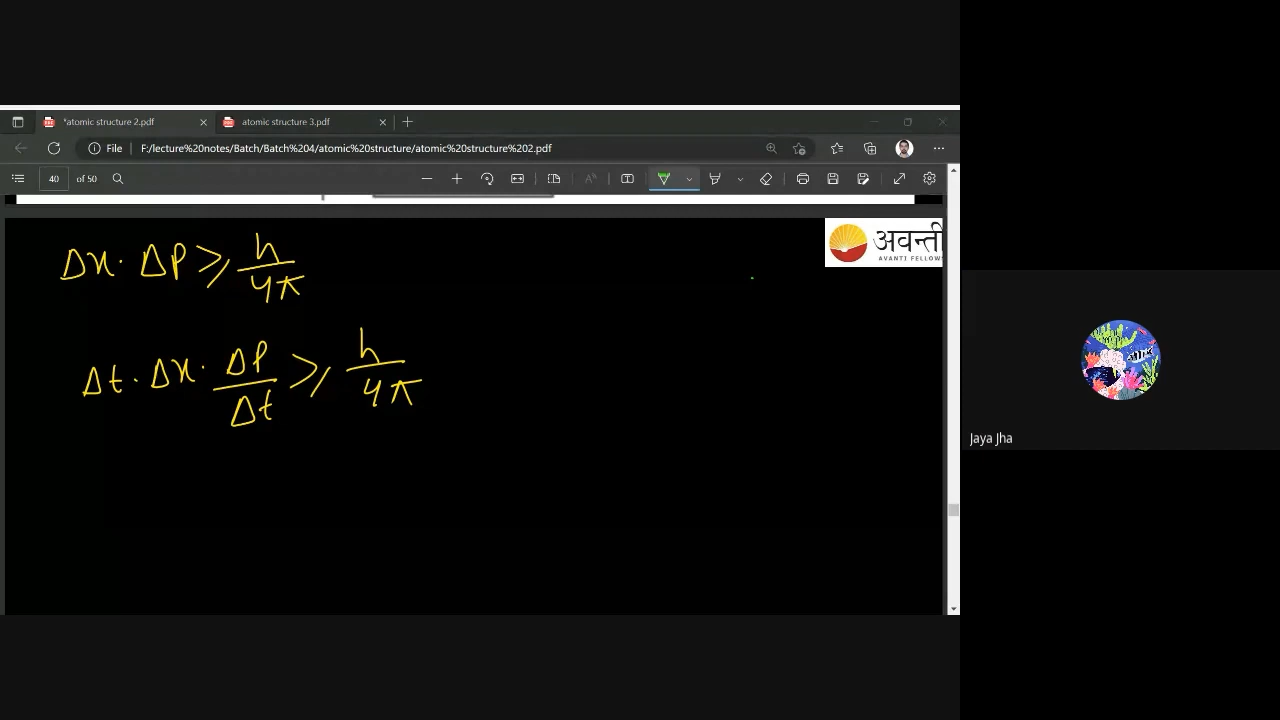 *atomic structure 2.pdf
atomic structure 3.pdf
File F:/lecture%20notes/Batch/Batch%204/atomic%20structure/atomic%20structure%202.pdf
40 of 50
Δx · ΔP ≥ h/4π
अवन्ती
AVANTI FELLOWS
Δt · Δx · ΔP/Δt ≥ h/4π
Jaya Jha